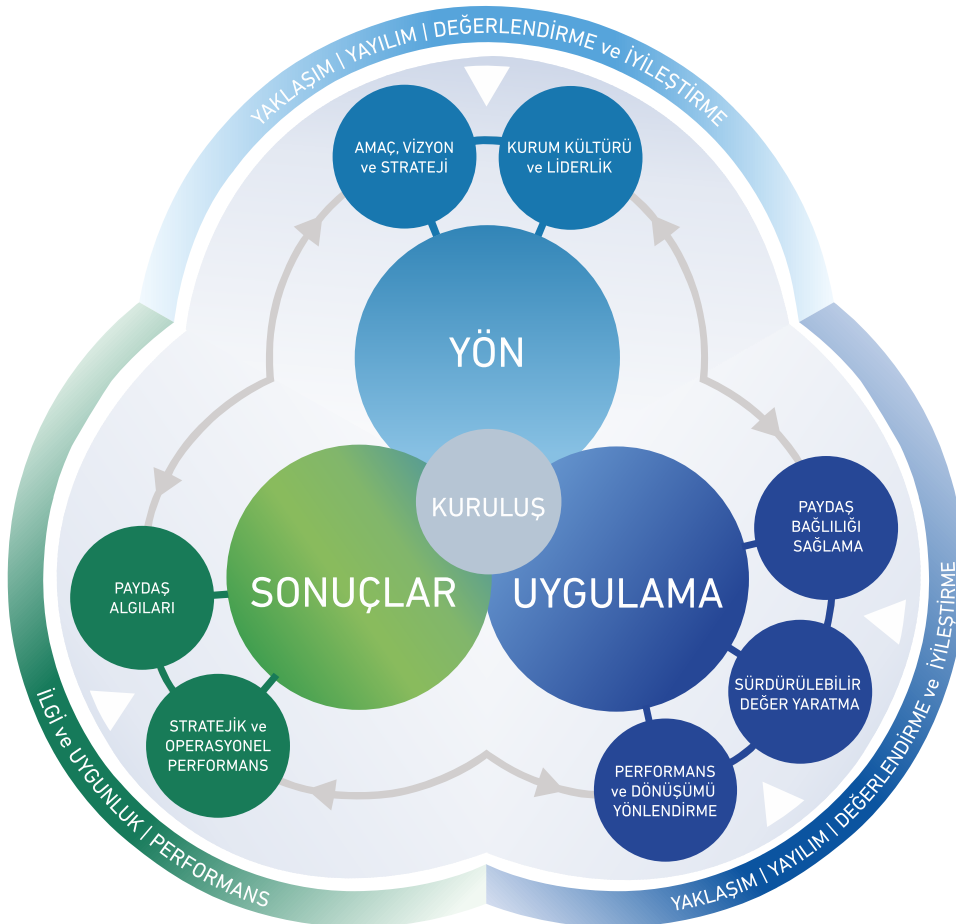 YAKLAŞIM | YAYILIM | DEĞERLENDİRME ve İYİLEŞTİRME
AMAÇ, VİZYON
ve STRATEJİ
KURUM KÜLTÜRÜ
ve LİDERLİK
YÖN
KURULUŞ
SONUÇLAR
UYGULAMA
PAYDAŞ
BAĞLILIĞI
SAĞLAMA
SÜRDÜRÜLEBİLİR
DEĞER YARATMA
PERFORMANS
ve DÖNÜŞÜMÜ
YÖNLENDİRME
PAYDAŞ
ALGILARI
STRATEJİK ve
OPERASYONEL
PERFORMANS
İLGİ ve UYGUNLUK | PERFORMANS
YAKLAŞIM | YAYILIM | DEĞERLENDİRME ve İYİLEŞTİRME